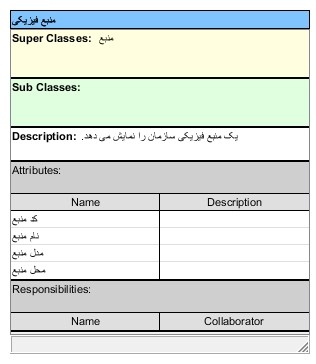 منبع فیزیکی
Super Classes: منبع
Sub Classes:
Description: یک منبع فیزیکی سازمان را نمایش می دهد.
Attributes:
Name Description
کد منبع
نام منبع
مدل منبع
محل منبع
Responsibilities:
Name Collaborator